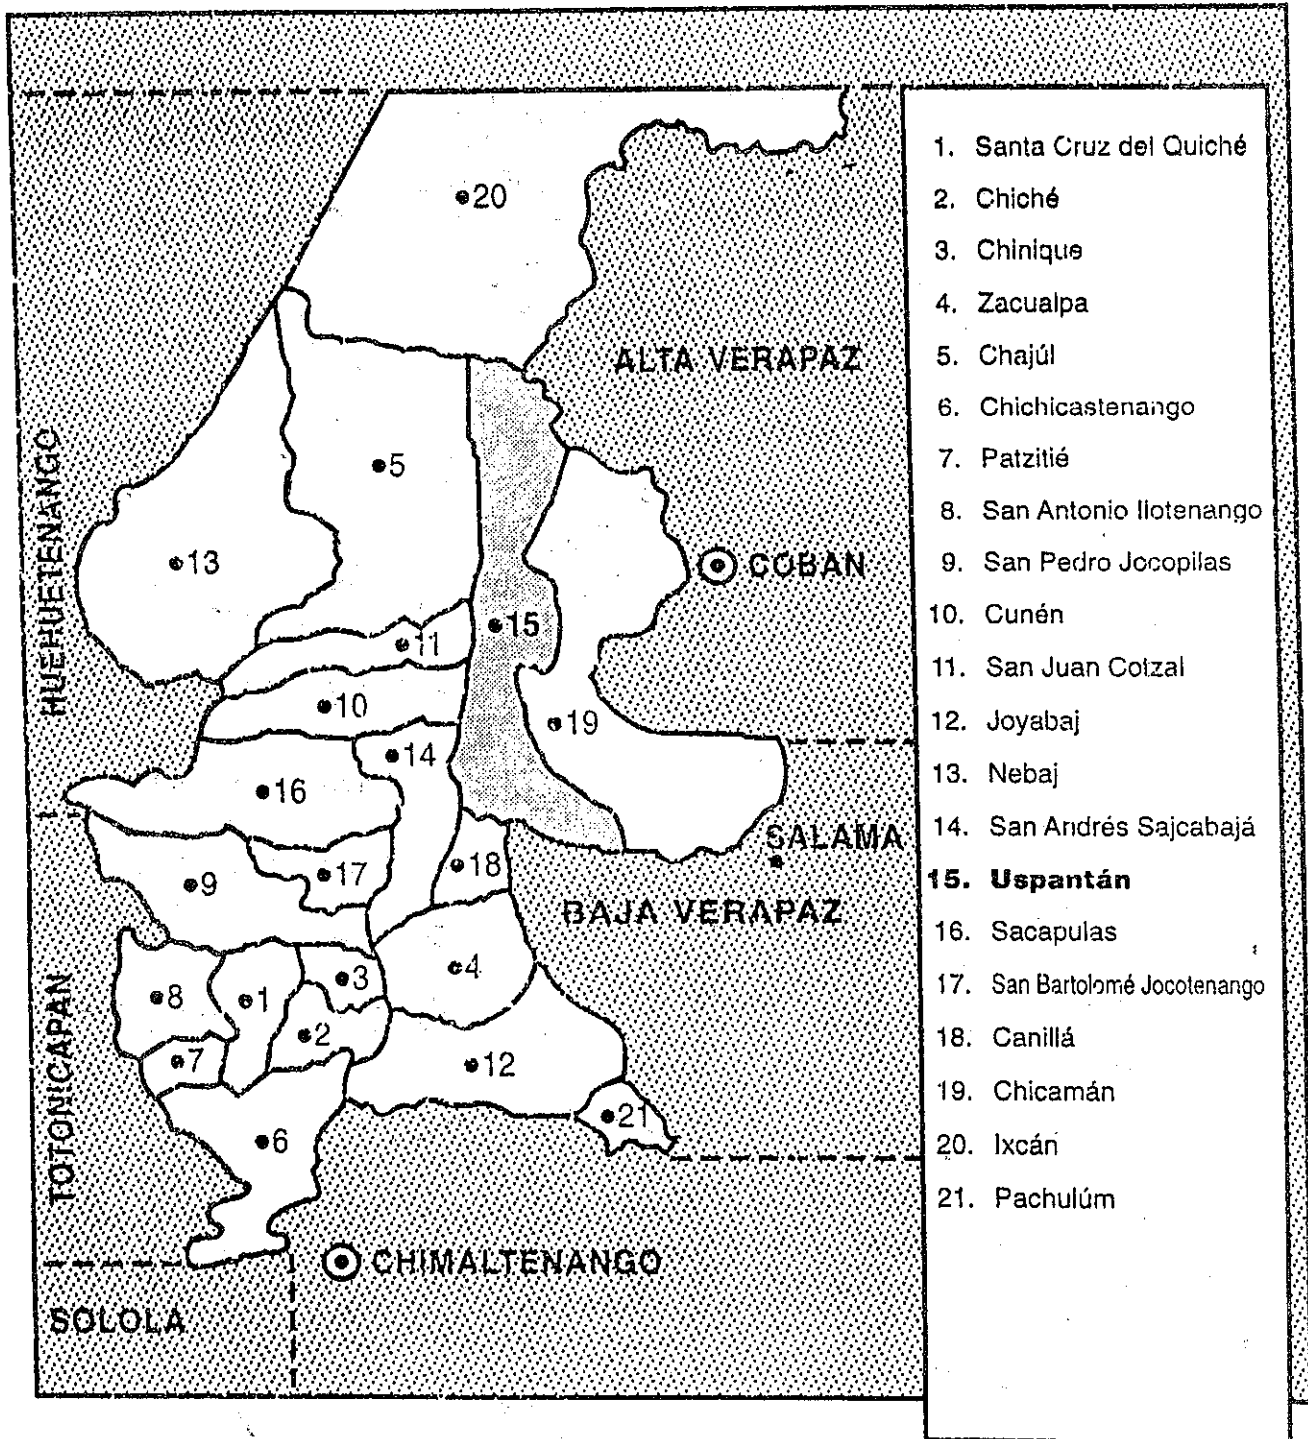 20
ALTA VERAPAZ
5
HUEHUETENANGO
13
COBAN
15
11
10
19
14
16
SALAMA
18
17
9
BAJA VERAPAZ
4
3
8
1
2
7
12
TOTONICAPAN
21
6
CHIMALTENANGO
SOLOLA
1. Santa Cruz del Quiché
2. Chiché
3. Chinique
4. Zacualpa
5. Chajúl
6. Chichicastenango
7. Patzitié
8. San Antonio Ilotenango
9. San Pedro Jocopilas
10. Cunén
11. San Juan Cotzal
12. Joyabaj
13. Nebaj
14. San Andrés Sajcabajá
15. Uspantán
16. Sacapulas
17. San Bartolomé Jocotenango
18. Canillá
19. Chicamán
20. Ixcán
21. Pachulúm